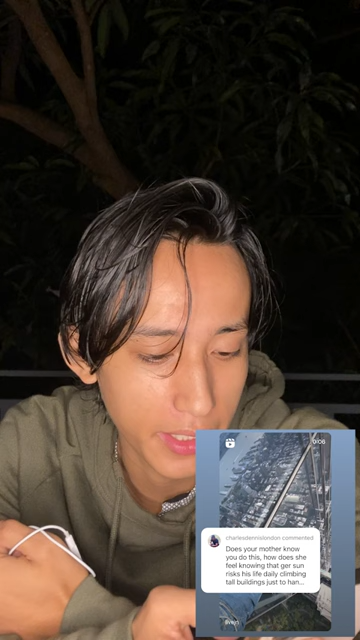 0:06
charlesdennislondon commented
Does your mother know
you do this, how does she
feel knowing that ger sun
risks his life daily climbing
tall buildings just to han...